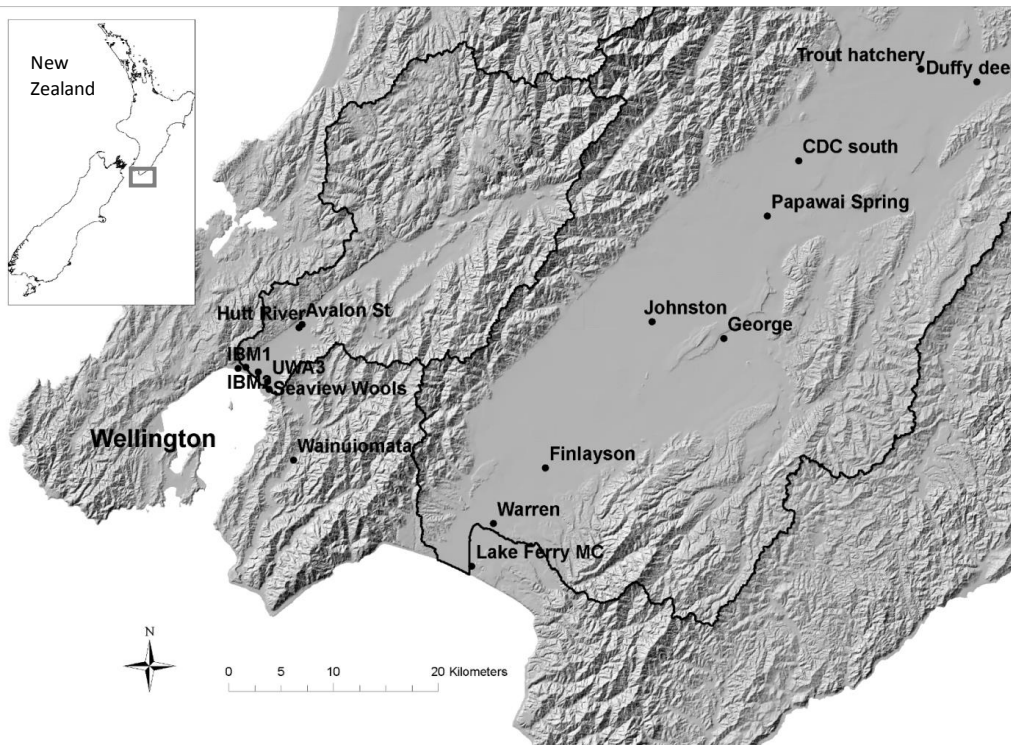 New
Zealand
Trout hatchery
Duffy dee
CDC south
Papawai Spring
Johnston
George
Hutt River
Avalon St
IBM1
UWA3
Seaview Wools
Wellington
Wainuiomata
Finlayson
Warren
Lake Ferry MC
N
0 5 10 20 Kilometers